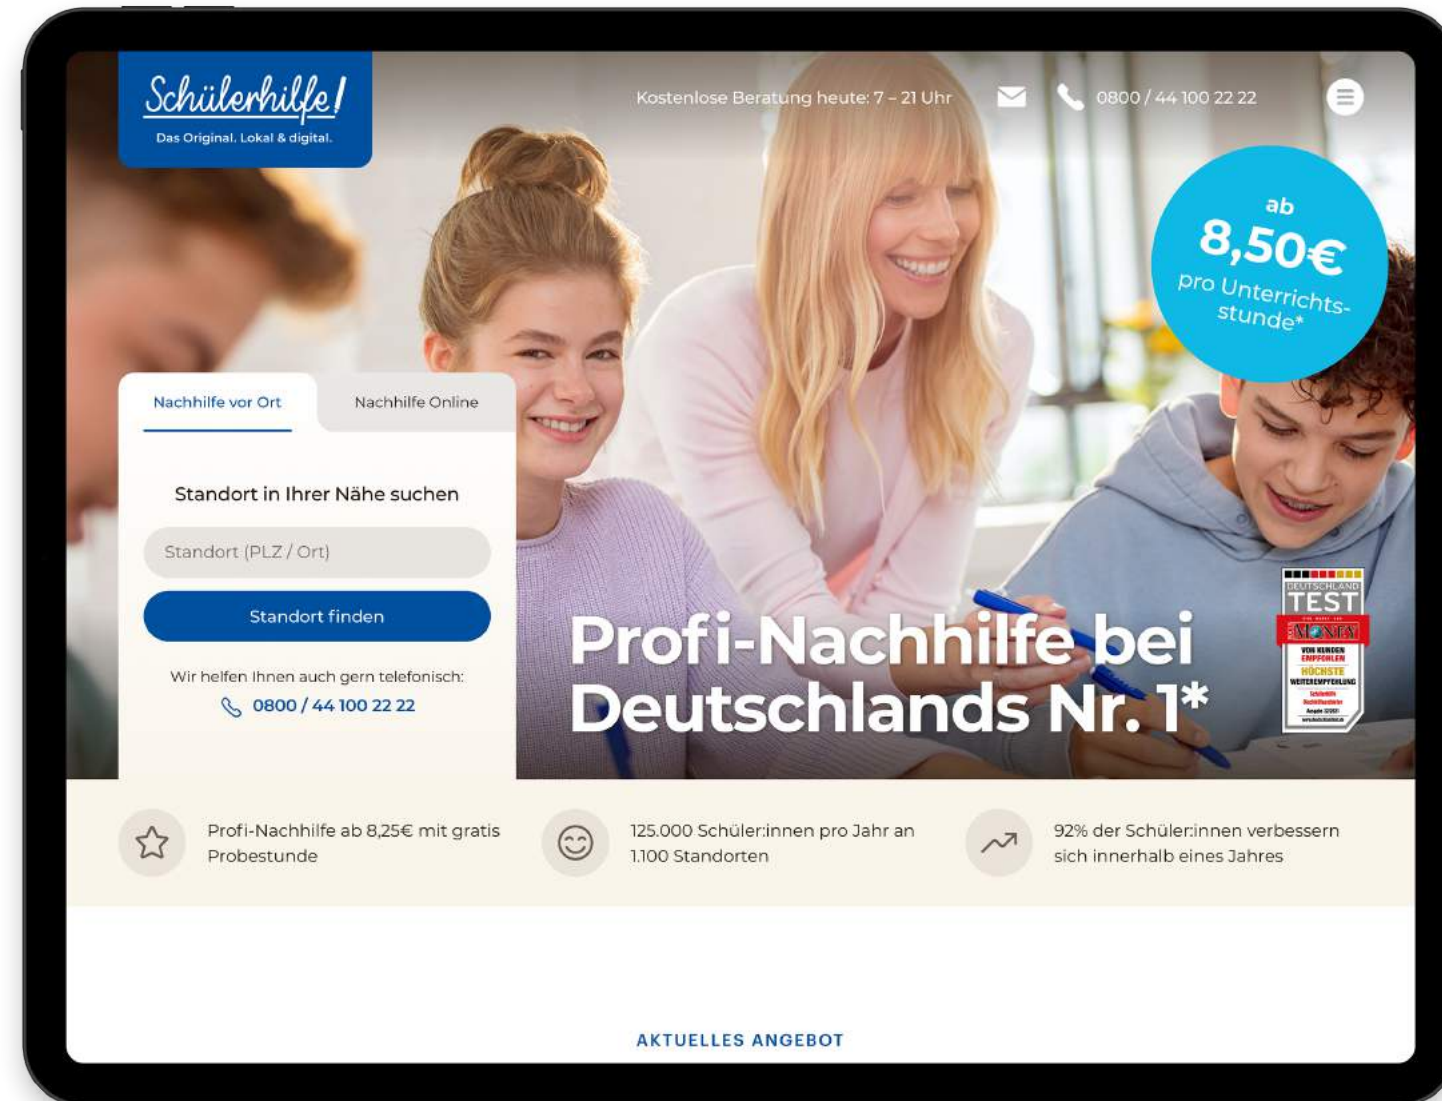 Schülerhilfe!
Das Original. Lokal & digital.
Kostenlose Beratung heute: 7 – 21 Uhr
0800 / 44 100 22 22
ab
8,50€
pro Unterrichts-
stunde*
Nachhilfe vor Ort
Nachhilfe Online
Standort in Ihrer Nähe suchen
Standort (PLZ / Ort)
Standort finden
Wir helfen Ihnen auch gern telefonisch:
0800 / 44 100 22 22
Profi-Nachhilfe bei
Deutschlands Nr. 1*
DEUTSCHLAND
TEST
MONEY
VON KUNDEN
EMPFOHLEN
HÖCHSTE
WEITEREMPFEHLUNG
Schülerhilfe
Profi-Nachhilfe ab 8,25€ mit gratis
Probestunde
125.000 Schüler:innen pro Jahr an
1.100 Standorten
92% der Schüler:innen verbessern
sich innerhalb eines Jahres
AKTUELLES ANGEBOT